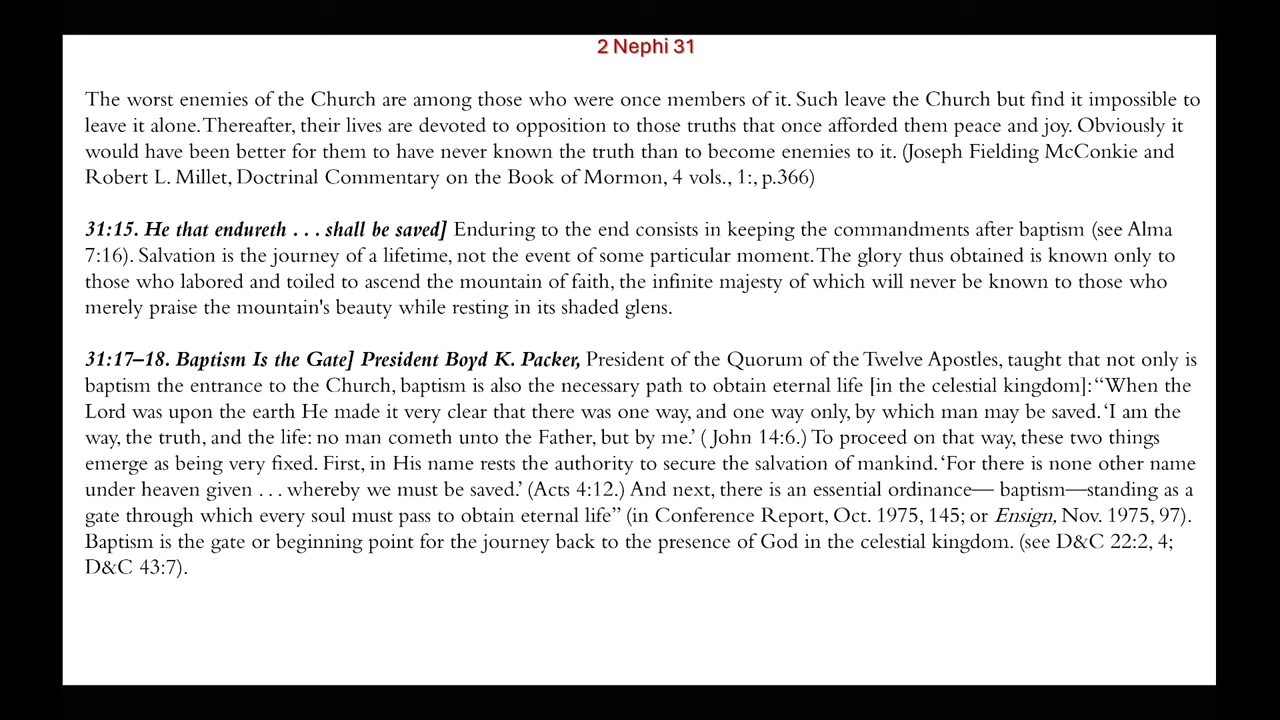 2 Nephi 31
The worst enemies of the Church are among those who were once members of it. Such leave the Church but find it impossible to
leave it alone. Thereafter, their lives are devoted to opposition to those truths that once afforded them peace and joy. Obviously it
would have been better for them to have never known the truth than to become enemies to it. (Joseph Fielding McConkie and
Robert L. Millet, Doctrinal Commentary on the Book of Mormon, 4 vols., 1:, p.366)
31:15. He that endureth . . . shall be saved] Enduring to the end consists in keeping the commandments after baptism (see Alma
7:16). Salvation is the journey of a lifetime, not the event of some particular moment. The glory thus obtained is known only to
those who labored and toiled to ascend the mountain of faith, the infinite majesty of which will never be known to those who
merely praise the mountain's beauty while resting in its shaded glens.
31:17–18. Baptism Is the Gate] President Boyd K. Packer, President of the Quorum of the Twelve Apostles, taught that not only is
baptism the entrance to the Church, baptism is also the necessary path to obtain eternal life [in the celestial kingdom]: “When the
Lord was upon the earth He made it very clear that there was one way, and one way only, by which man may be saved. ‘I am the
way, the truth, and the life: no man cometh unto the Father, but by me.’ ( John 14:6.) To proceed on that way, these two things
emerge as being very fixed. First, in His name rests the authority to secure the salvation of mankind. ‘For there is none other name
under heaven given . . . whereby we must be saved.’ (Acts 4:12.) And next, there is an essential ordinance— baptism—standing as a
gate through which every soul must pass to obtain eternal life” (in Conference Report, Oct. 1975, 145; or Ensign, Nov. 1975, 97).
Baptism is the gate or beginning point for the journey back to the presence of God in the celestial kingdom. (see D&C 22:2, 4;
D&C 43:7).